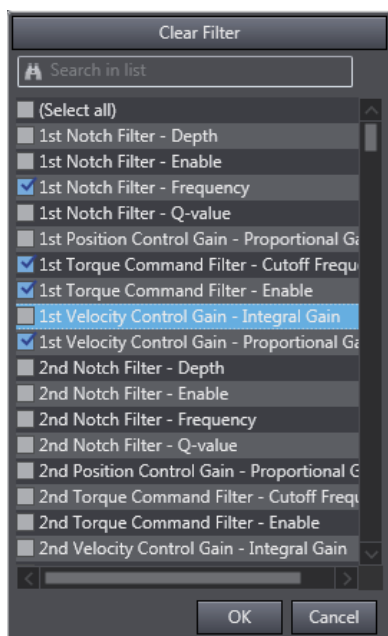 Clear Filter
Search in list
(Select all)
1st Notch Filter - Depth
1st Notch Filter - Enable
1st Notch Filter - Frequency
1st Notch Filter - Q-value
1st Position Control Gain - Proportional Ga
1st Torque Command Filter - Cutoff Frequ
1st Torque Command Filter - Enable
1st Velocity Control Gain - Integral Gain
1st Velocity Control Gain - Proportional Ga
2nd Notch Filter - Depth
2nd Notch Filter - Enable
2nd Notch Filter - Frequency
2nd Notch Filter - Q-value
2nd Position Control Gain - Proportional G
2nd Torque Command Filter - Cutoff Frequ
2nd Torque Command Filter - Enable
2nd Velocity Control Gain - Integral Gain
OK Cancel